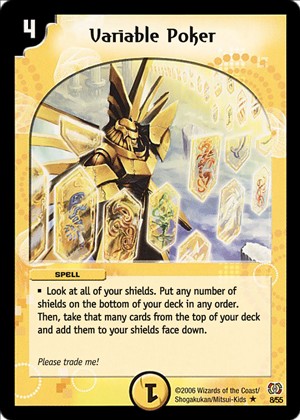 4
Variable Poker
SPELL
▪ Look at all of your shields. Put any number of
shields on the bottom of your deck in any order.
Then, take that many cards from the top of your
deck and add them to your shields face down.
Please trade me!
1
©2006 Wizards of the Coast/
Shogakukan/Mitsui-Kids ★ 8/55